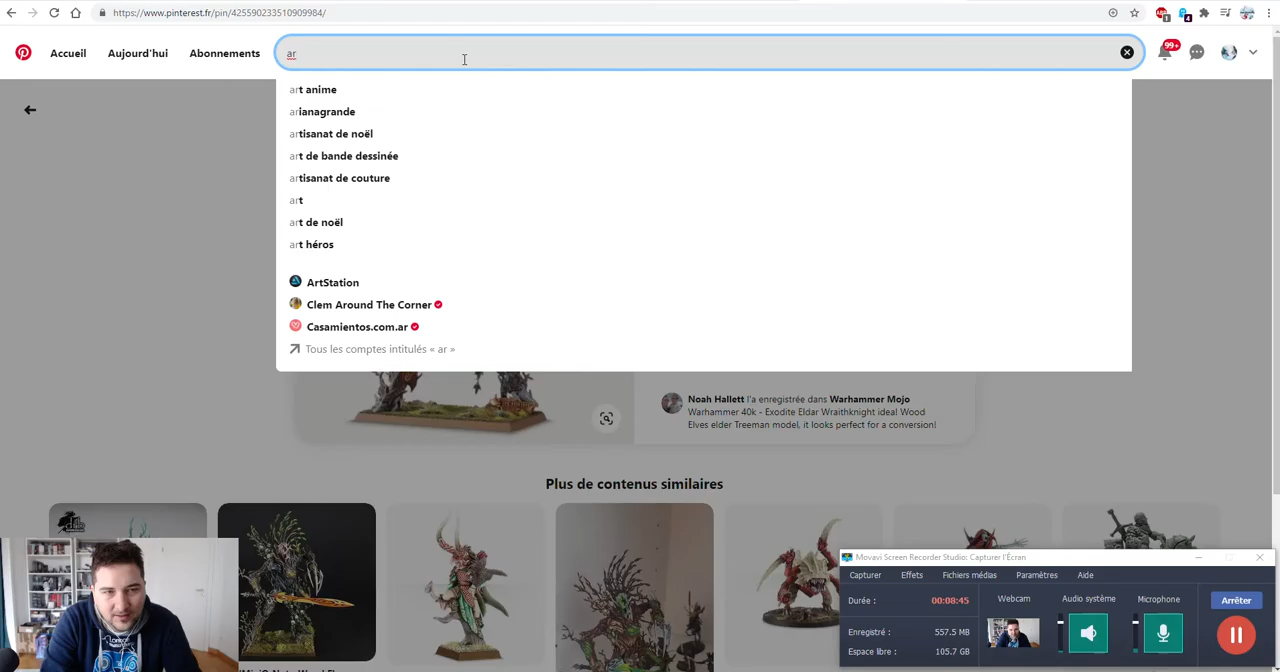 https://www.pinterest.fr/pin/425590233510909984/
1
4
Accueil
Aujourd'hui
Abonnements
ar
99+
art anime
arianagrande
artisanat de noël
art de bande dessinée
artisanat de couture
art
art de noël
art héros
ArtStation
Clem Around The Corner
Casamientos.com.ar
Tous les comptes intitulés « ar »
Noah Hallett l'a enregistrée dans Warhammer Mojo
Warhammer 40k - Exodite Eldar Wraithknight idea! Wood
Elves elder Treeman model, it looks perfect for a conversion!
Plus de contenus similaires
Movavi Screen Recorder Studio: Capturer l'Écran
Capturer
Effets
Fichiers médias
Paramètres
Aide
Durée :
00:08:45
Webcam
Audio système
Microphone
Arrêter
Enregistré :
557.5 MB
Espace libre :
105.7 GB